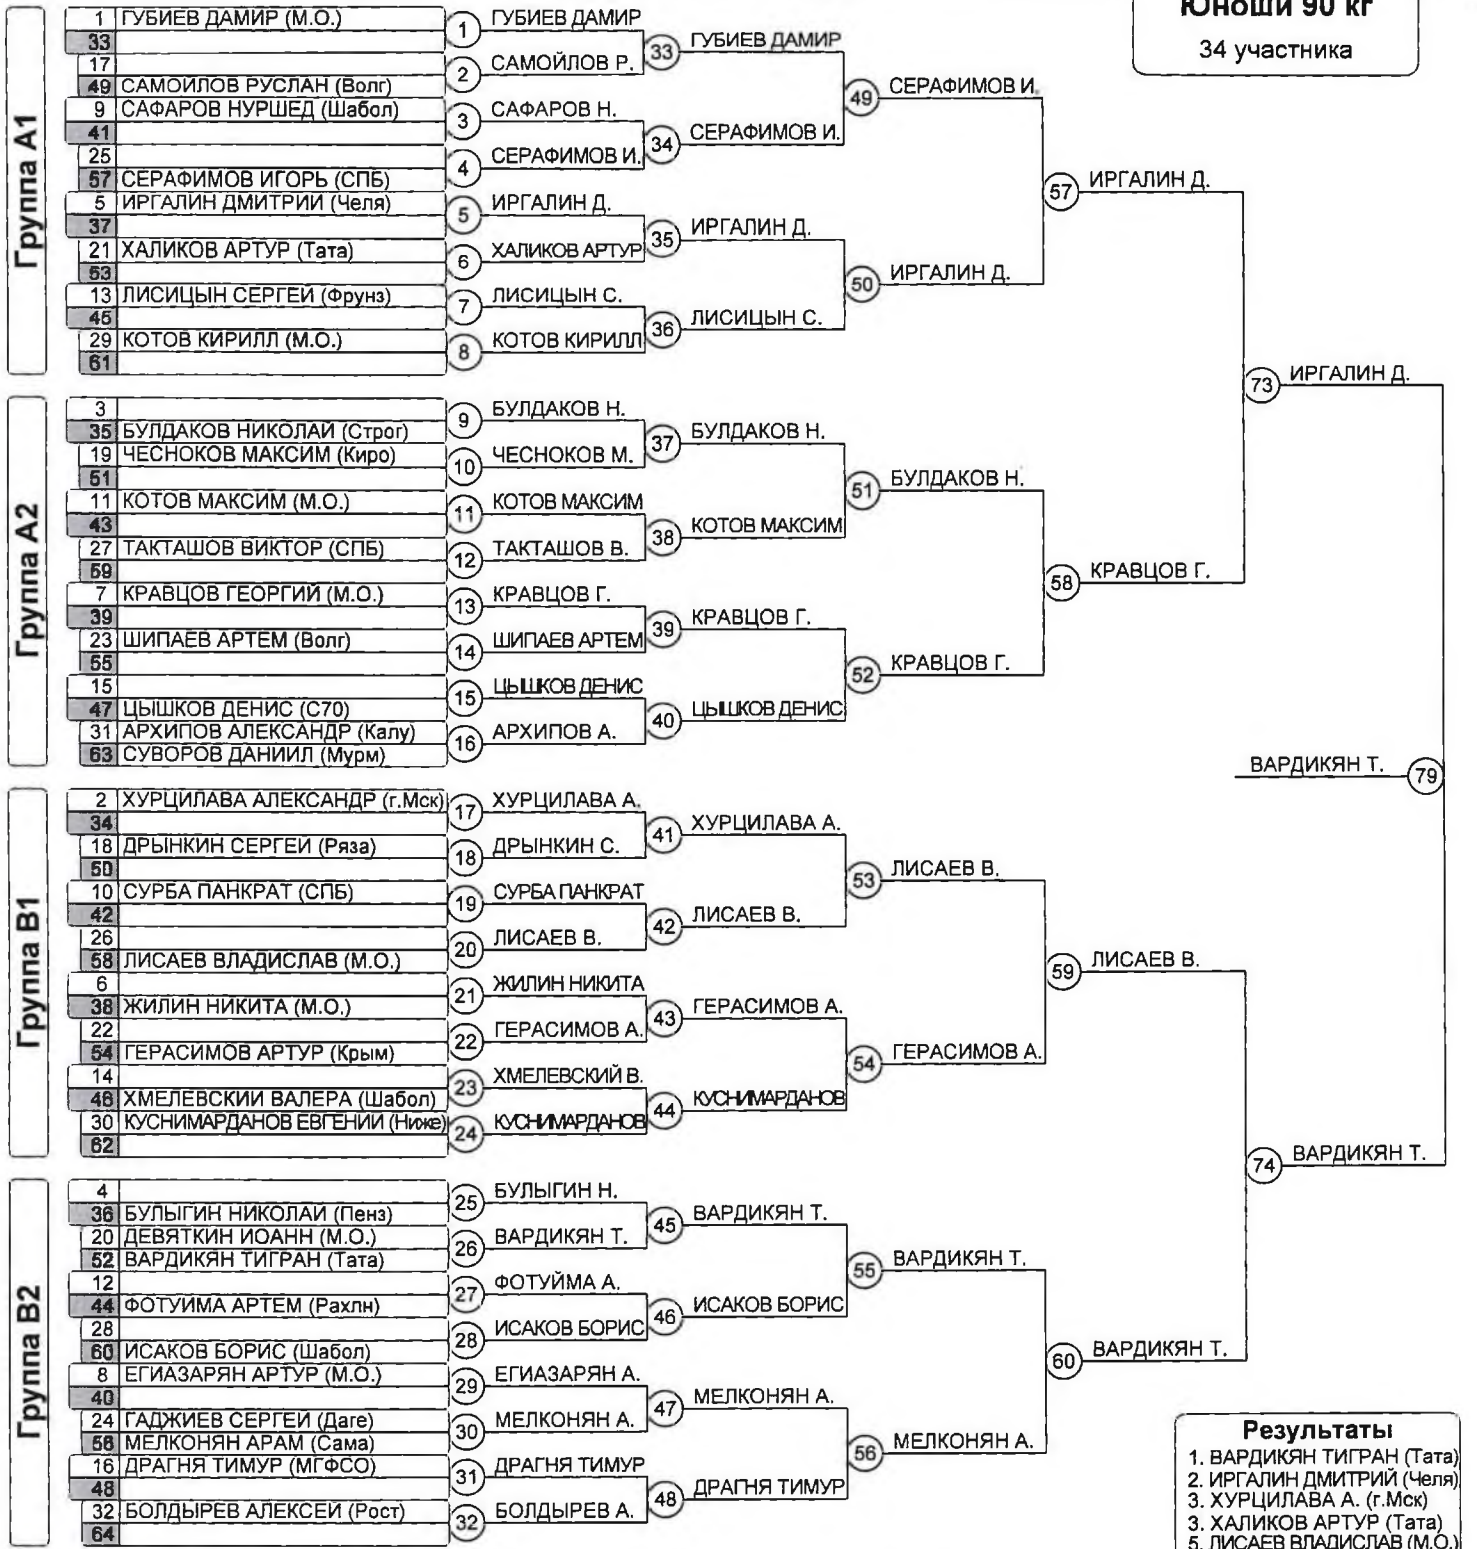 Юноши 90 кг
34 участника
Группа А1
1 ГУБИЕВ ДАМИР (М.О.)
33
17
49 САМОЙЛОВ РУСЛАН (Волг)
9 САФАРОВ НУРШЕД (Шабол)
41
25
57 СЕРАФИМОВ ИГОРЬ (СПБ)
5 ИРГАЛИН ДМИТРИЙ (Челя)
37
21 ХАЛИКОВ АРТУР (Тата)
53
13 ЛИСИЦЫН СЕРГЕЙ (Фрунз)
45
29 КОТОВ КИРИЛЛ (М.О.)
61
1 ГУБИЕВ ДАМИР
2 САМОЙЛОВ Р.
3 САФАРОВ Н.
4 СЕРАФИМОВ И.
5 ИРГАЛИН Д.
6 ХАЛИКОВ АРТУР
7 ЛИСИЦЫН С.
8 КОТОВ КИРИЛЛ
33 ГУБИЕВ ДАМИР
34 СЕРАФИМОВ И.
35 ИРГАЛИН Д.
36 ЛИСИЦЫН С.
49 СЕРАФИМОВ И.
50 ИРГАЛИН Д.
57 ИРГАЛИН Д.
Группа А2
3
35 БУЛДАКОВ НИКОЛАЙ (Строг)
19 ЧЕСНОКОВ МАКСИМ (Киро)
51
11 КОТОВ МАКСИМ (М.О.)
43
27 ТАКТАШОВ ВИКТОР (СПБ)
59
7 КРАВЦОВ ГЕОРГИЙ (М.О.)
39
23 ШИПАЕВ АРТЕМ (Волг)
55
15
47 ЦЫШКОВ ДЕНИС (С70)
31 АРХИПОВ АЛЕКСАНДР (Калу)
63 СУВОРОВ ДАНИИЛ (Мурм)
9 БУЛДАКОВ Н.
10 ЧЕСНОКОВ М.
11 КОТОВ МАКСИМ
12 ТАКТАШОВ В.
13 КРАВЦОВ Г.
14 ШИПАЕВ АРТЕМ
15 ЦЫШКОВ ДЕНИС
16 АРХИПОВ А.
37 БУЛДАКОВ Н.
38 КОТОВ МАКСИМ
39 КРАВЦОВ Г.
40 ЦЫШКОВ ДЕНИС
51 БУЛДАКОВ Н.
52 КРАВЦОВ Г.
58 КРАВЦОВ Г.
73 ИРГАЛИН Д.
ВАРДИКЯН Т. 79
Группа В1
2 ХУРЦИЛАВА АЛЕКСАНДР (г.Мск)
34
18 ДРЫНКИН СЕРГЕЙ (Ряза)
50
10 СУРБА ПАНКРАТ (СПБ)
42
26
58 ЛИСАЕВ ВЛАДИСЛАВ (М.О.)
6
38 ЖИЛИН НИКИТА (М.О.)
22
54 ГЕРАСИМОВ АРТУР (Крым)
14
46 ХМЕЛЕВСКИЙ ВАЛЕРА (Шабол)
30 КУСНИМАРДАНОВ ЕВГЕНИЙ (Ниже)
62
17 ХУРЦИЛАВА А.
18 ДРЫНКИН С.
19 СУРБА ПАНКРАТ
20 ЛИСАЕВ В.
21 ЖИЛИН НИКИТА
22 ГЕРАСИМОВ А.
23 ХМЕЛЕВСКИЙ В.
24 КУСНИМАРДАНОВ
41 ХУРЦИЛАВА А.
42 ЛИСАЕВ В.
43 ГЕРАСИМОВ А.
44 КУСНИМАРДАНОВ
53 ЛИСАЕВ В.
54 ГЕРАСИМОВ А.
59 ЛИСАЕВ В.
Группа В2
4
36 БУЛЫГИН НИКОЛАЙ (Пенз)
20 ДЕВЯТКИН ИОАНН (М.О.)
52 ВАРДИКЯН ТИГРАН (Тата)
12
44 ФОТУЙМА АРТЕМ (Рахлн)
28
60 ИСАКОВ БОРИС (Шабол)
8 ЕГИАЗАРЯН АРТУР (М.О.)
40
24 ГАДЖИЕВ СЕРГЕЙ (Даге)
56 МЕЛКОНЯН АРАМ (Сама)
16 ДРАГНЯ ТИМУР (МГФСО)
48
32 БОЛДЫРЕВ АЛЕКСЕЙ (Рост)
64
25 БУЛЫГИН Н.
26 ВАРДИКЯН Т.
27 ФОТУЙМА А.
28 ИСАКОВ БОРИС
29 ЕГИАЗАРЯН А.
30 МЕЛКОНЯН А.
31 ДРАГНЯ ТИМУР
32 БОЛДЫРЕВ А.
45 ВАРДИКЯН Т.
46 ИСАКОВ БОРИС
47 МЕЛКОНЯН А.
48 ДРАГНЯ ТИМУР
55 ВАРДИКЯН Т.
56 МЕЛКОНЯН А.
60 ВАРДИКЯН Т.
74 ВАРДИКЯН Т.
Результаты
1. ВАРДИКЯН ТИГРАН (Тата)
2. ИРГАЛИН ДМИТРИЙ (Челя)
3. ХУРЦИЛАВА А. (г.Мск)
3. ХАЛИКОВ АРТУР (Тата)
5. ЛИСАЕВ ВЛАДИСЛАВ (М.О.)